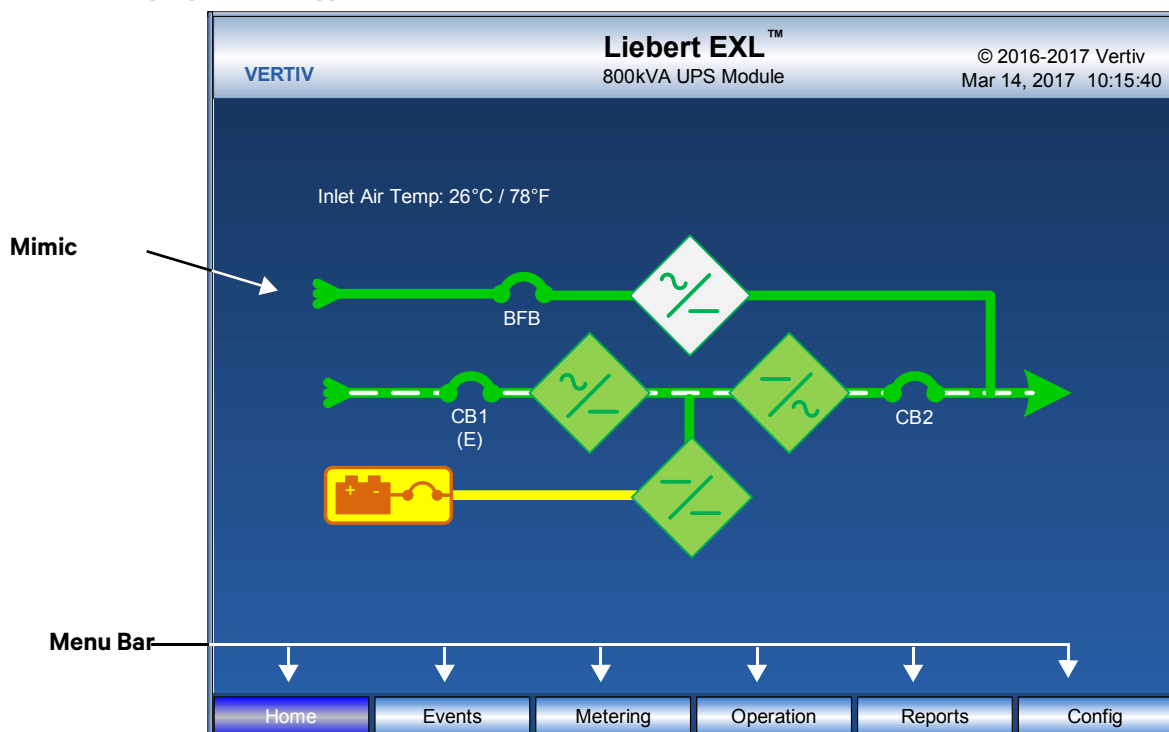 Liebert EXL™
VERTIV
800kVA UPS Module
© 2016-2017 Vertiv
Mar 14, 2017 10:15:40
Inlet Air Temp: 26°C / 78°F
Mimic
BFB
CB1
(E)
CB2
+ -
Menu Bar
Home Events Metering Operation Reports Config